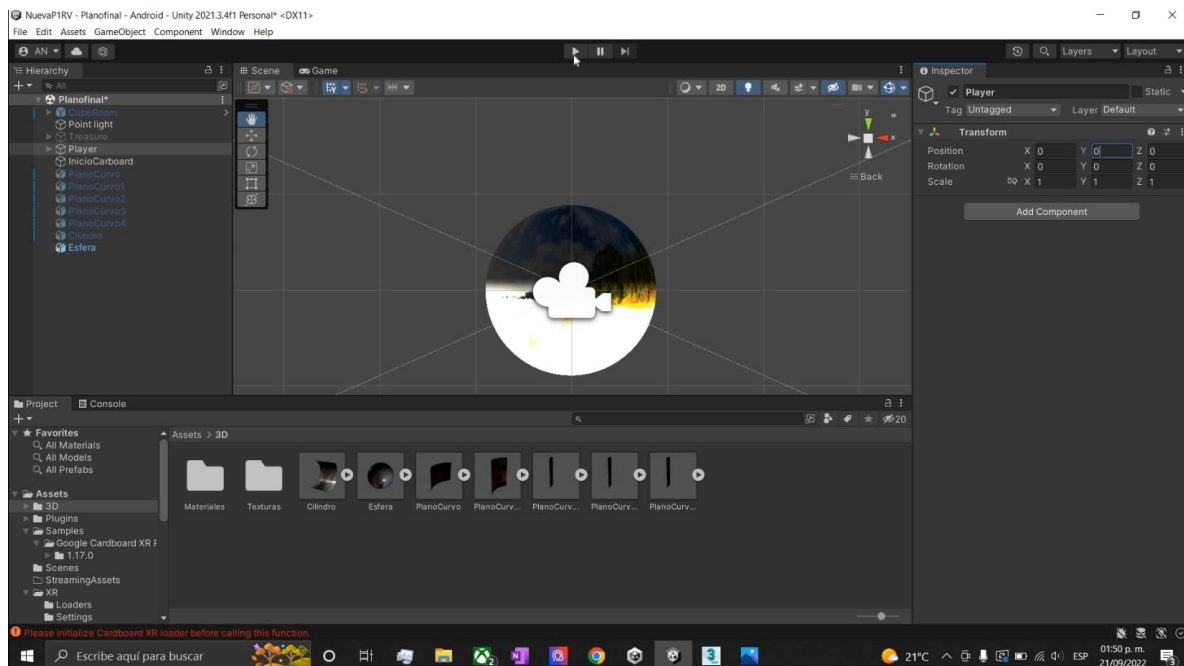 NuevaP1RV - Planofinal - Android - Unity 2021.3.4f1 Personal* <DX11>
File Edit Assets GameObject Component Window Help
AN
Layers
Layout
Hierarchy
All
Planofinal*
CubeRoom
Point light
Treasure
Player
InicioCarboard
PlanoCurvo
PlanoCurvo1
PlanoCurvo2
PlanoCurvo3
PlanoCurvo4
Cilindro
Esfera
Scene
Game
2D
y
x
Back
Inspector
Player
Static
Tag Untagged
Layer Default
Transform
Position X 0 Y 0 Z 0
Rotation X 0 Y 0 Z 0
Scale X 1 Y 1 Z 1
Add Component
Project
Console
20
Favorites
All Materials
All Models
All Prefabs
Assets
3D
Plugins
Samples
Google Cardboard XR P
1.17.0
Scenes
StreamingAssets
XR
Loaders
Settings
Assets > 3D
Materiales
Texturas
Cilindro
Esfera
PlanoCurvo
PlanoCurv...
PlanoCurv...
PlanoCurv...
PlanoCurv...
Please initialize Cardboard XR loader before calling this function.
Escribe aquí para buscar
21°C
ESP
01:50 p. m.
21/09/2022